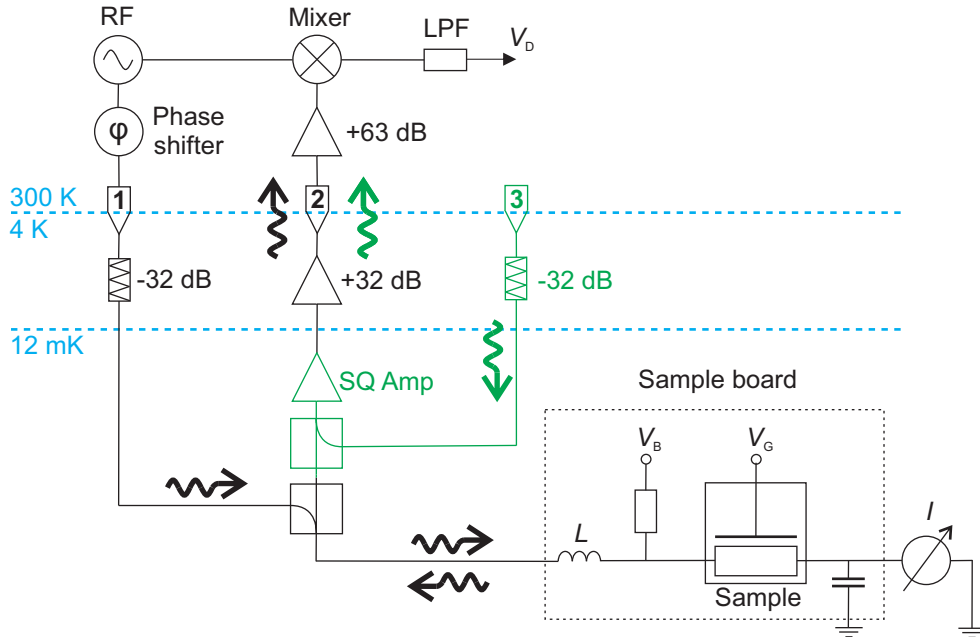 RF
Mixer
LPF
V_D
φ
Phase
shifter
+63 dB
300 K
1
2
3
4 K
-32 dB
+32 dB
-32 dB
12 mK
SQ Amp
Sample board
V_B
V_G
L
I
Sample